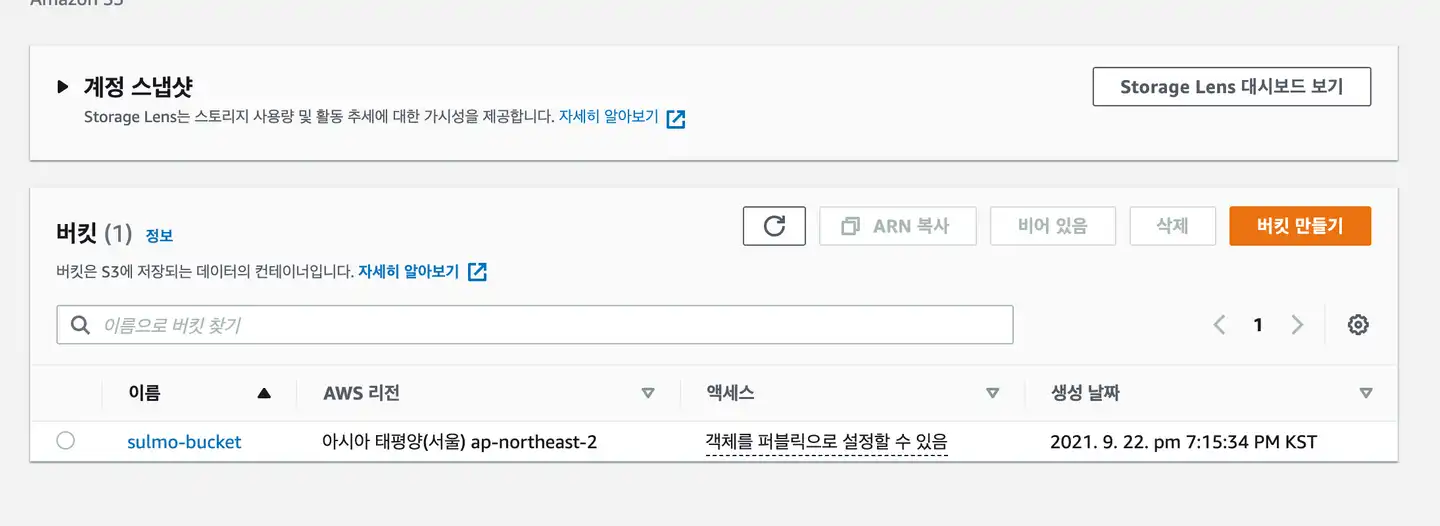 Amazon S3
계정 스냅샷
Storage Lens 대시보드 보기
Storage Lens는 스토리지 사용량 및 활동 추세에 대한 가시성을 제공합니다. 자세히 알아보기
버킷 (1) 정보
ARN 복사
비어 있음
삭제
버킷 만들기
버킷은 S3에 저장되는 데이터의 컨테이너입니다. 자세히 알아보기
이름으로 버킷 찾기
1
이름 AWS 리전 액세스 생성 날짜
sulmo-bucket 아시아 태평양(서울) ap-northeast-2 객체를 퍼블릭으로 설정할 수 있음 2021. 9. 22. pm 7:15:34 PM KST